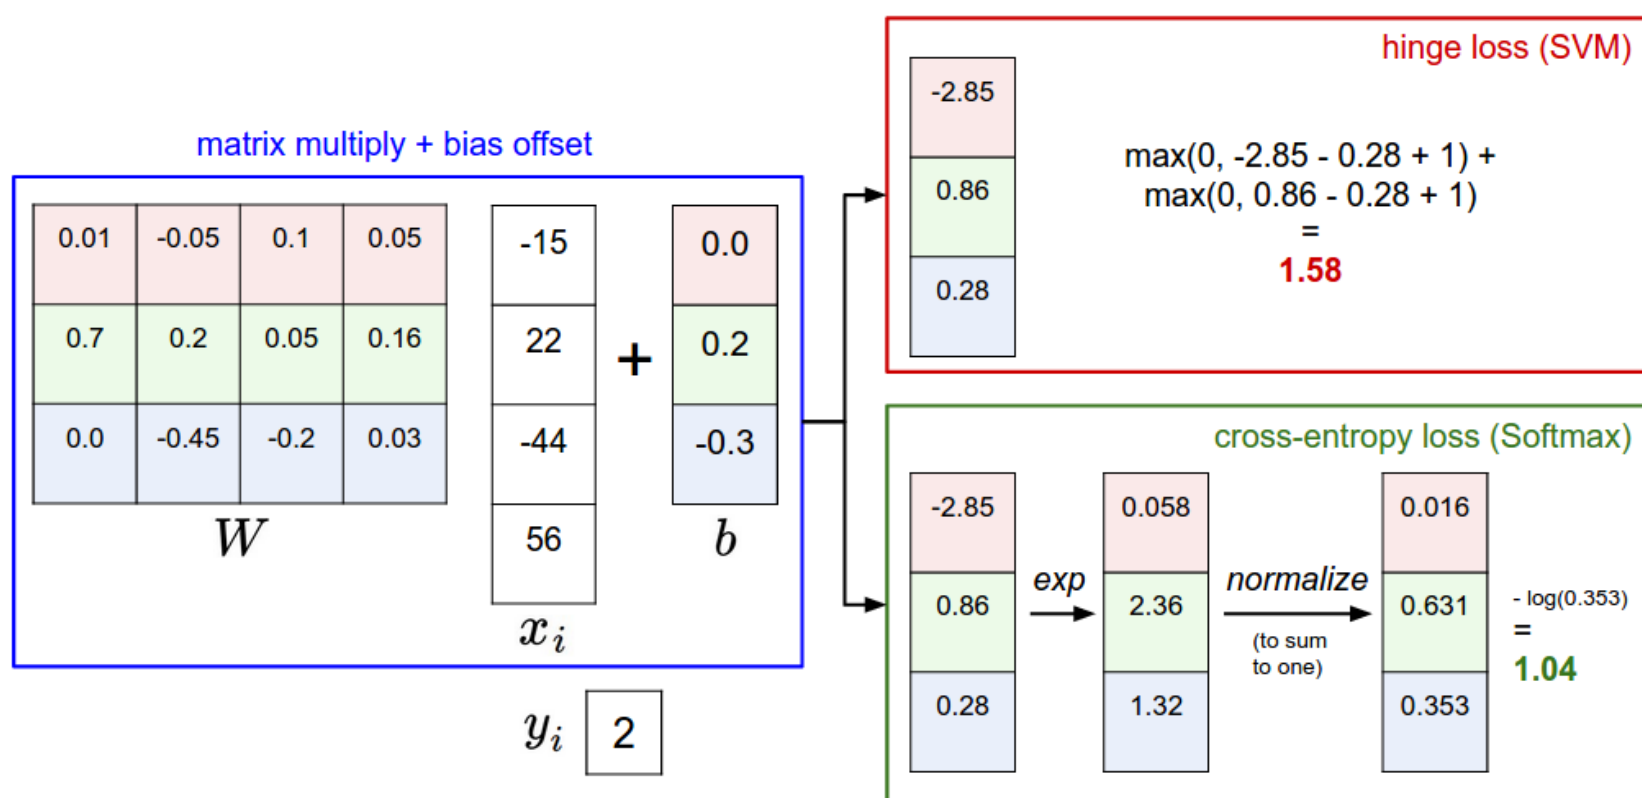 matrix multiply + bias offset
0.01 -0.05 0.1 0.05
0.7 0.2 0.05 0.16
0.0 -0.45 -0.2 0.03
W
-15
22
-44
56
x_i
+
0.0
0.2
-0.3
b
y_i 2
hinge loss (SVM)
-2.85
0.86
0.28
max(0, -2.85 - 0.28 + 1) +
max(0, 0.86 - 0.28 + 1)
=
1.58
cross-entropy loss (Softmax)
-2.85
0.86
0.28
exp
0.058
2.36
1.32
normalize
(to sum
to one)
0.016
0.631
0.353
- log(0.353)
=
1.04